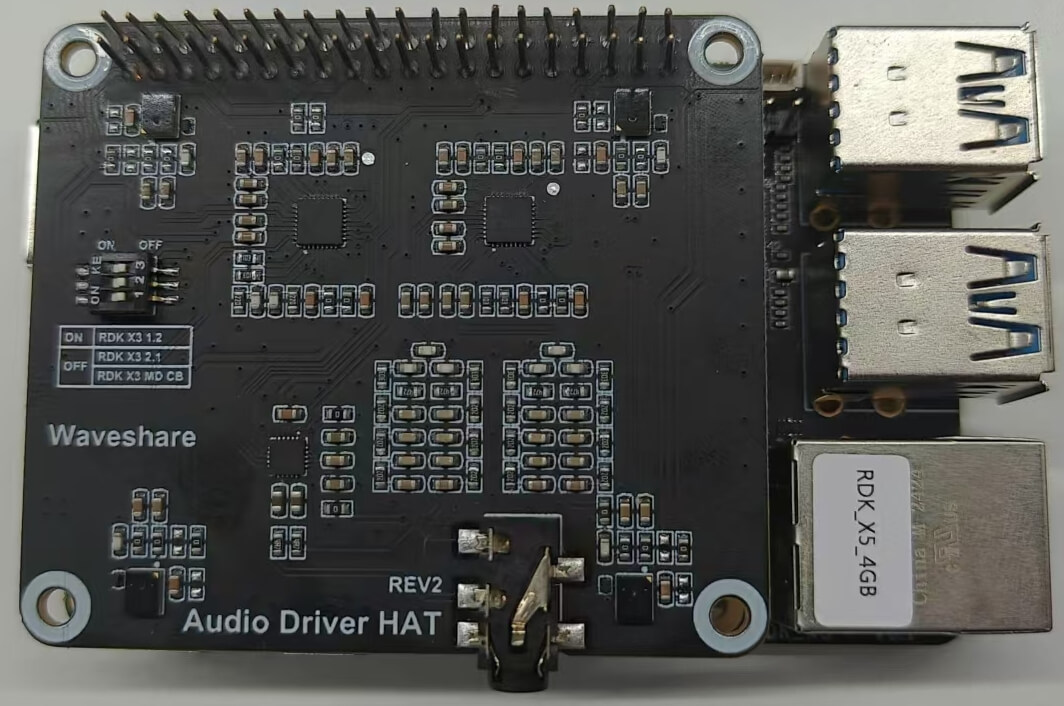 ON OFF
ON KE
3
2
1
ON RDK X3 1.2
OFF RDK X3 2.1
RDK X3 MD CB
Waveshare
REV2
Audio Driver HAT
RDK_X5_4GB